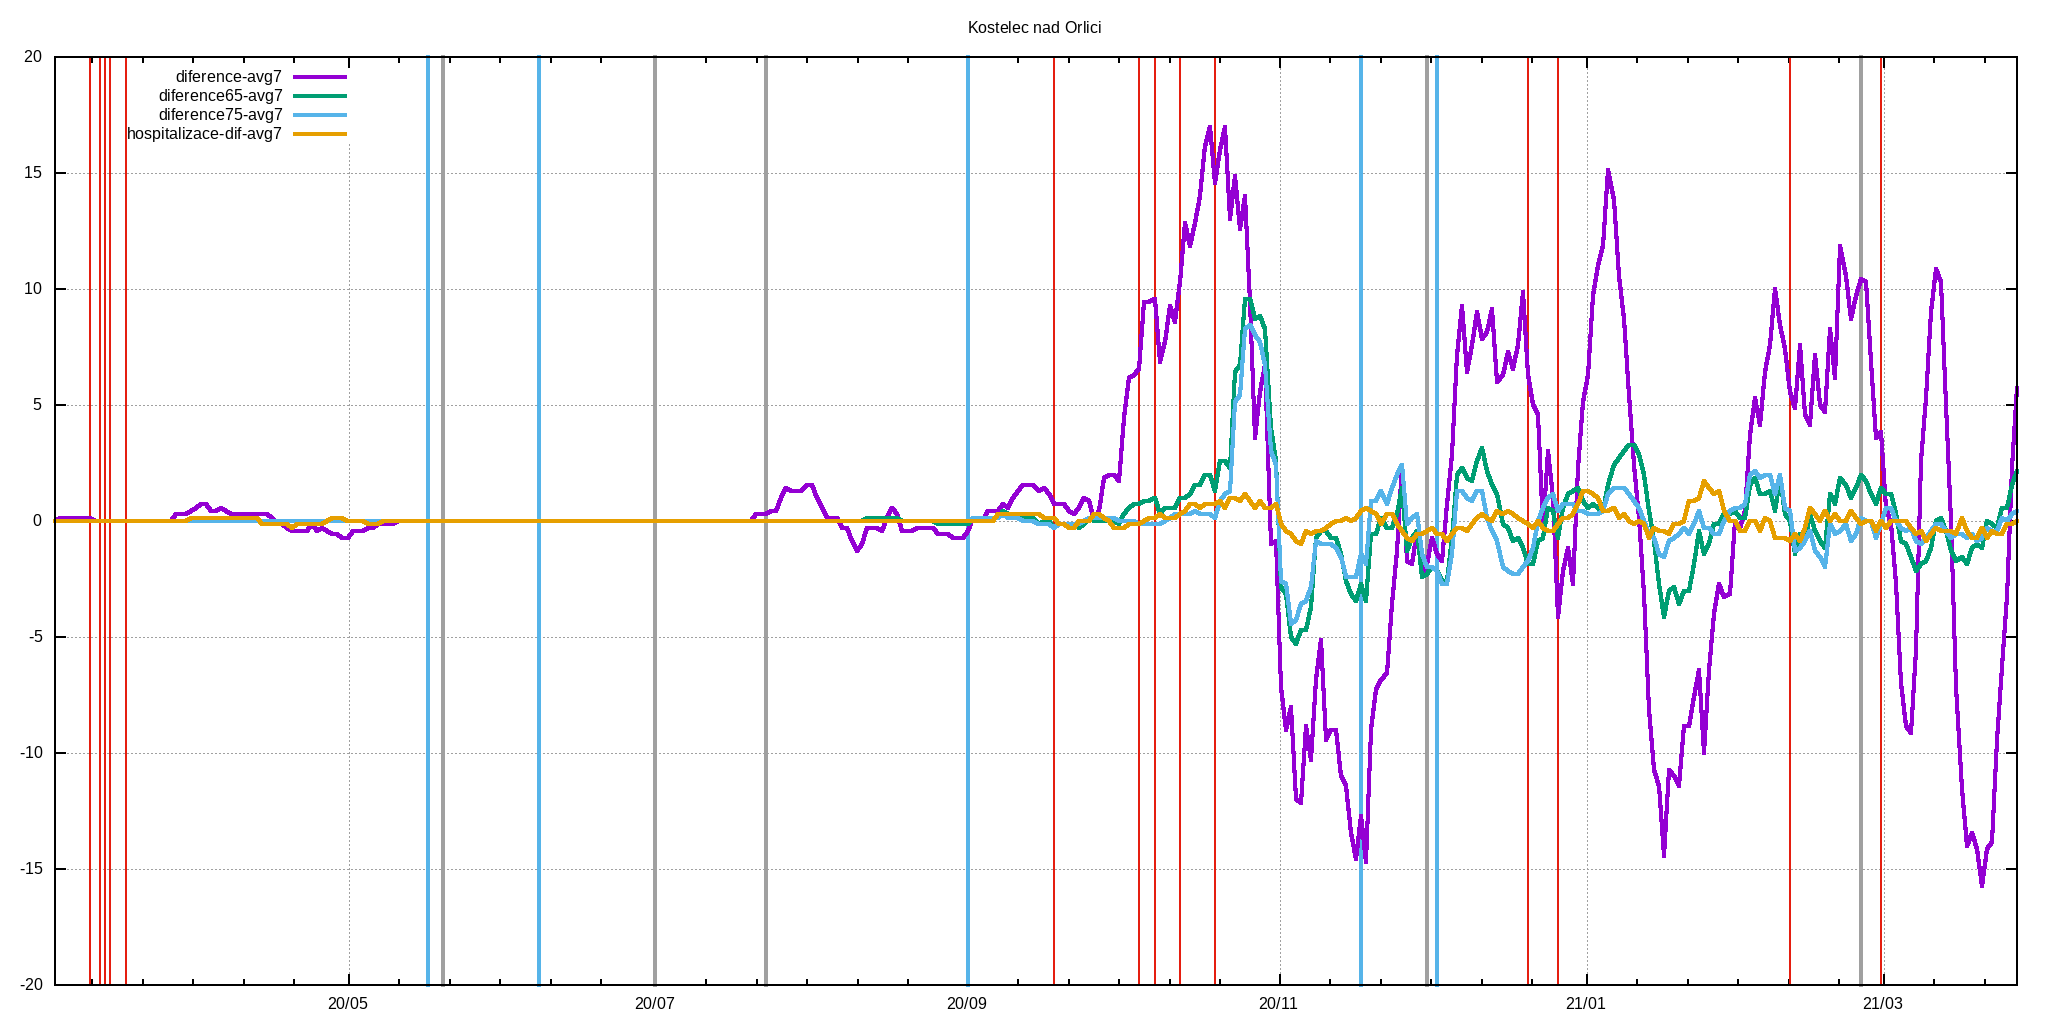 Kostelec nad Orlici
20
diference-avg7
diference65-avg7
diference75-avg7
hospitalizace-dif-avg7
15
10
5
0
-5
-10
-15
-20
20/05 20/07 20/09 20/11 21/01 21/03